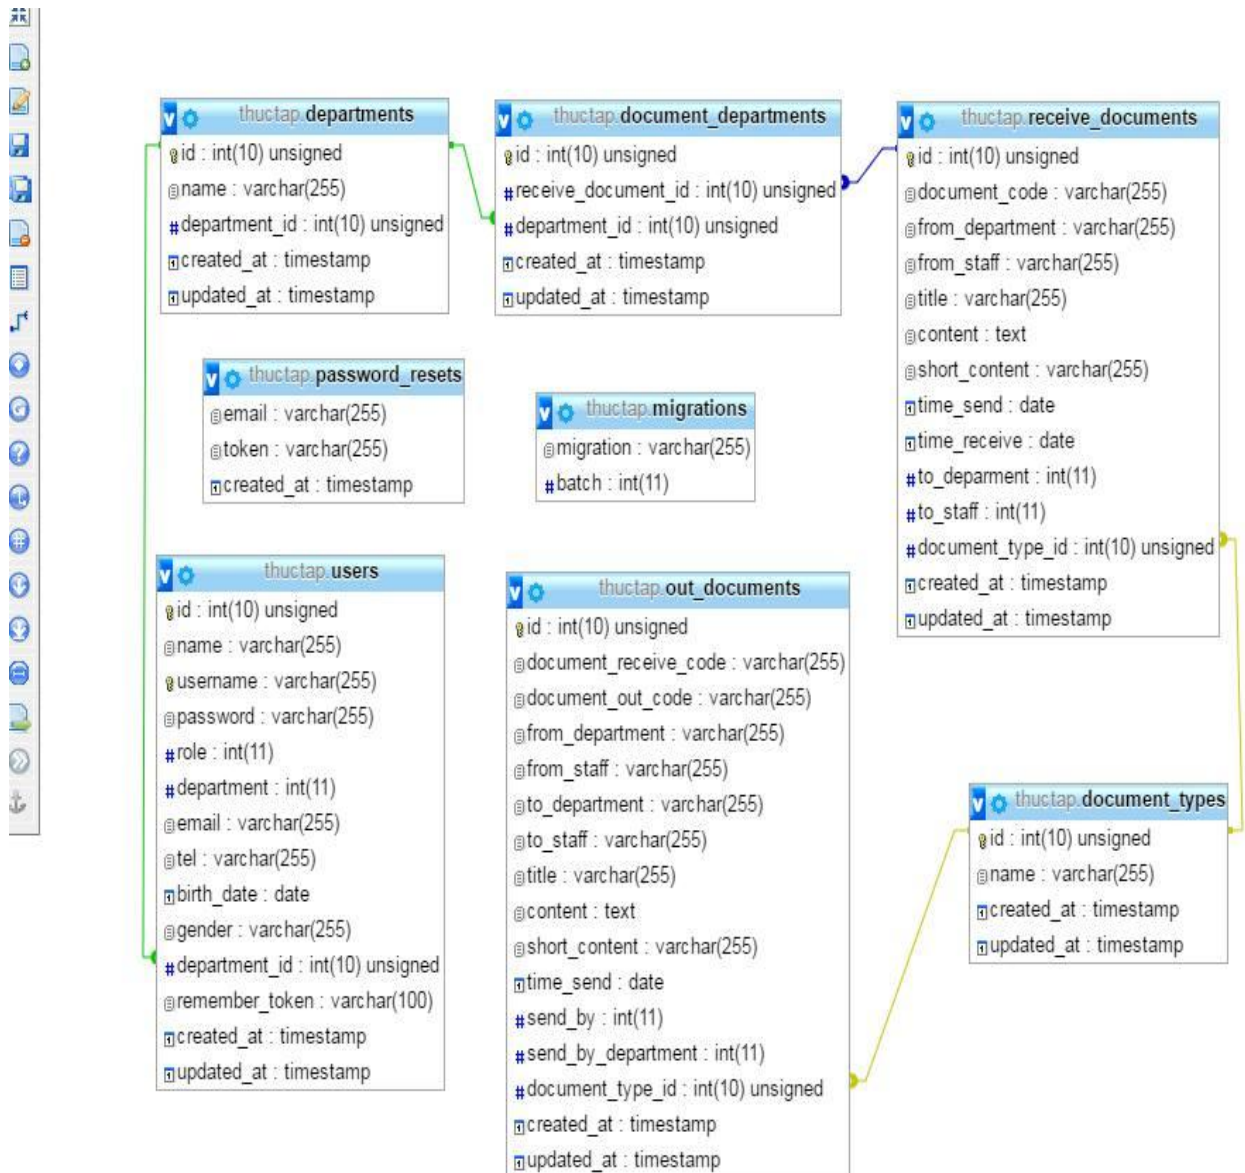 thuctap.departments
id : int(10) unsigned
name : varchar(255)
department_id : int(10) unsigned
created_at : timestamp
updated_at : timestamp
thuctap.document_departments
id : int(10) unsigned
receive_document_id : int(10) unsigned
department_id : int(10) unsigned
created_at : timestamp
updated_at : timestamp
thuctap.receive_documents
id : int(10) unsigned
document_code : varchar(255)
from_department : varchar(255)
from_staff : varchar(255)
title : varchar(255)
content : text
short_content : varchar(255)
time_send : date
time_receive : date
to_deparment : int(11)
to_staff : int(11)
document_type_id : int(10) unsigned
created_at : timestamp
updated_at : timestamp
thuctap.password_resets
email : varchar(255)
token : varchar(255)
created_at : timestamp
thuctap.migrations
migration : varchar(255)
batch : int(11)
thuctap.users
id : int(10) unsigned
name : varchar(255)
username : varchar(255)
password : varchar(255)
role : int(11)
department : int(11)
email : varchar(255)
tel : varchar(255)
birth_date : date
gender : varchar(255)
department_id : int(10) unsigned
remember_token : varchar(100)
created_at : timestamp
updated_at : timestamp
thuctap.out_documents
id : int(10) unsigned
document_receive_code : varchar(255)
document_out_code : varchar(255)
from_department : varchar(255)
from_staff : varchar(255)
to_department : varchar(255)
to_staff : varchar(255)
title : varchar(255)
content : text
short_content : varchar(255)
time_send : date
send_by : int(11)
send_by_department : int(11)
document_type_id : int(10) unsigned
created_at : timestamp
updated_at : timestamp
thuctap.document_types
id : int(10) unsigned
name : varchar(255)
created_at : timestamp
updated_at : timestamp